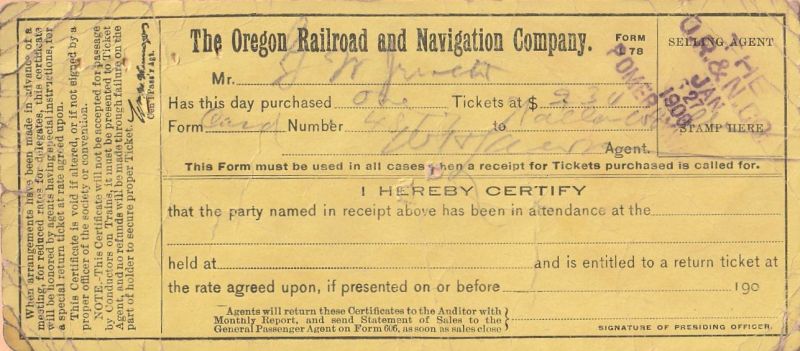 When arrangements have been made in advance of a
meeting, for reduced rates for delegates, this certificate
will be honored by agents having special instructions, for
a special return ticket at rate agreed upon.
This Certificate is void if altered, or if not signed by a
proper officer of the society or convention.
NOTE.-This Certificate will not be accepted for passage
by Conductors on Trains, it must be presented to Ticket
Agent, and no refunds will be made through failure on the
part of holder to secure proper Ticket.
Gen'l Pass'r Agt.
The Oregon Railroad and Navigation Company.
FORM
L 78
SELLING AGENT
STAMP HERE
THE
O.R. & N.
JAN
27
1909
Mr.
Has this day purchased one Tickets at $
Form Card Number to
Agent.
This Form must be used in all cases when a receipt for Tickets purchased is called for.
I HEREBY CERTIFY
that the party named in receipt above has been in attendance at the
held at and is entitled to a return ticket at
the rate agreed upon, if presented on or before 190
Agents will return these Certificates to the Auditor with
Monthly Report, and send Statement of Sales to the
General Passenger Agent on Form 606, as soon as sales close
SIGNATURE OF PRESIDING OFFICER.